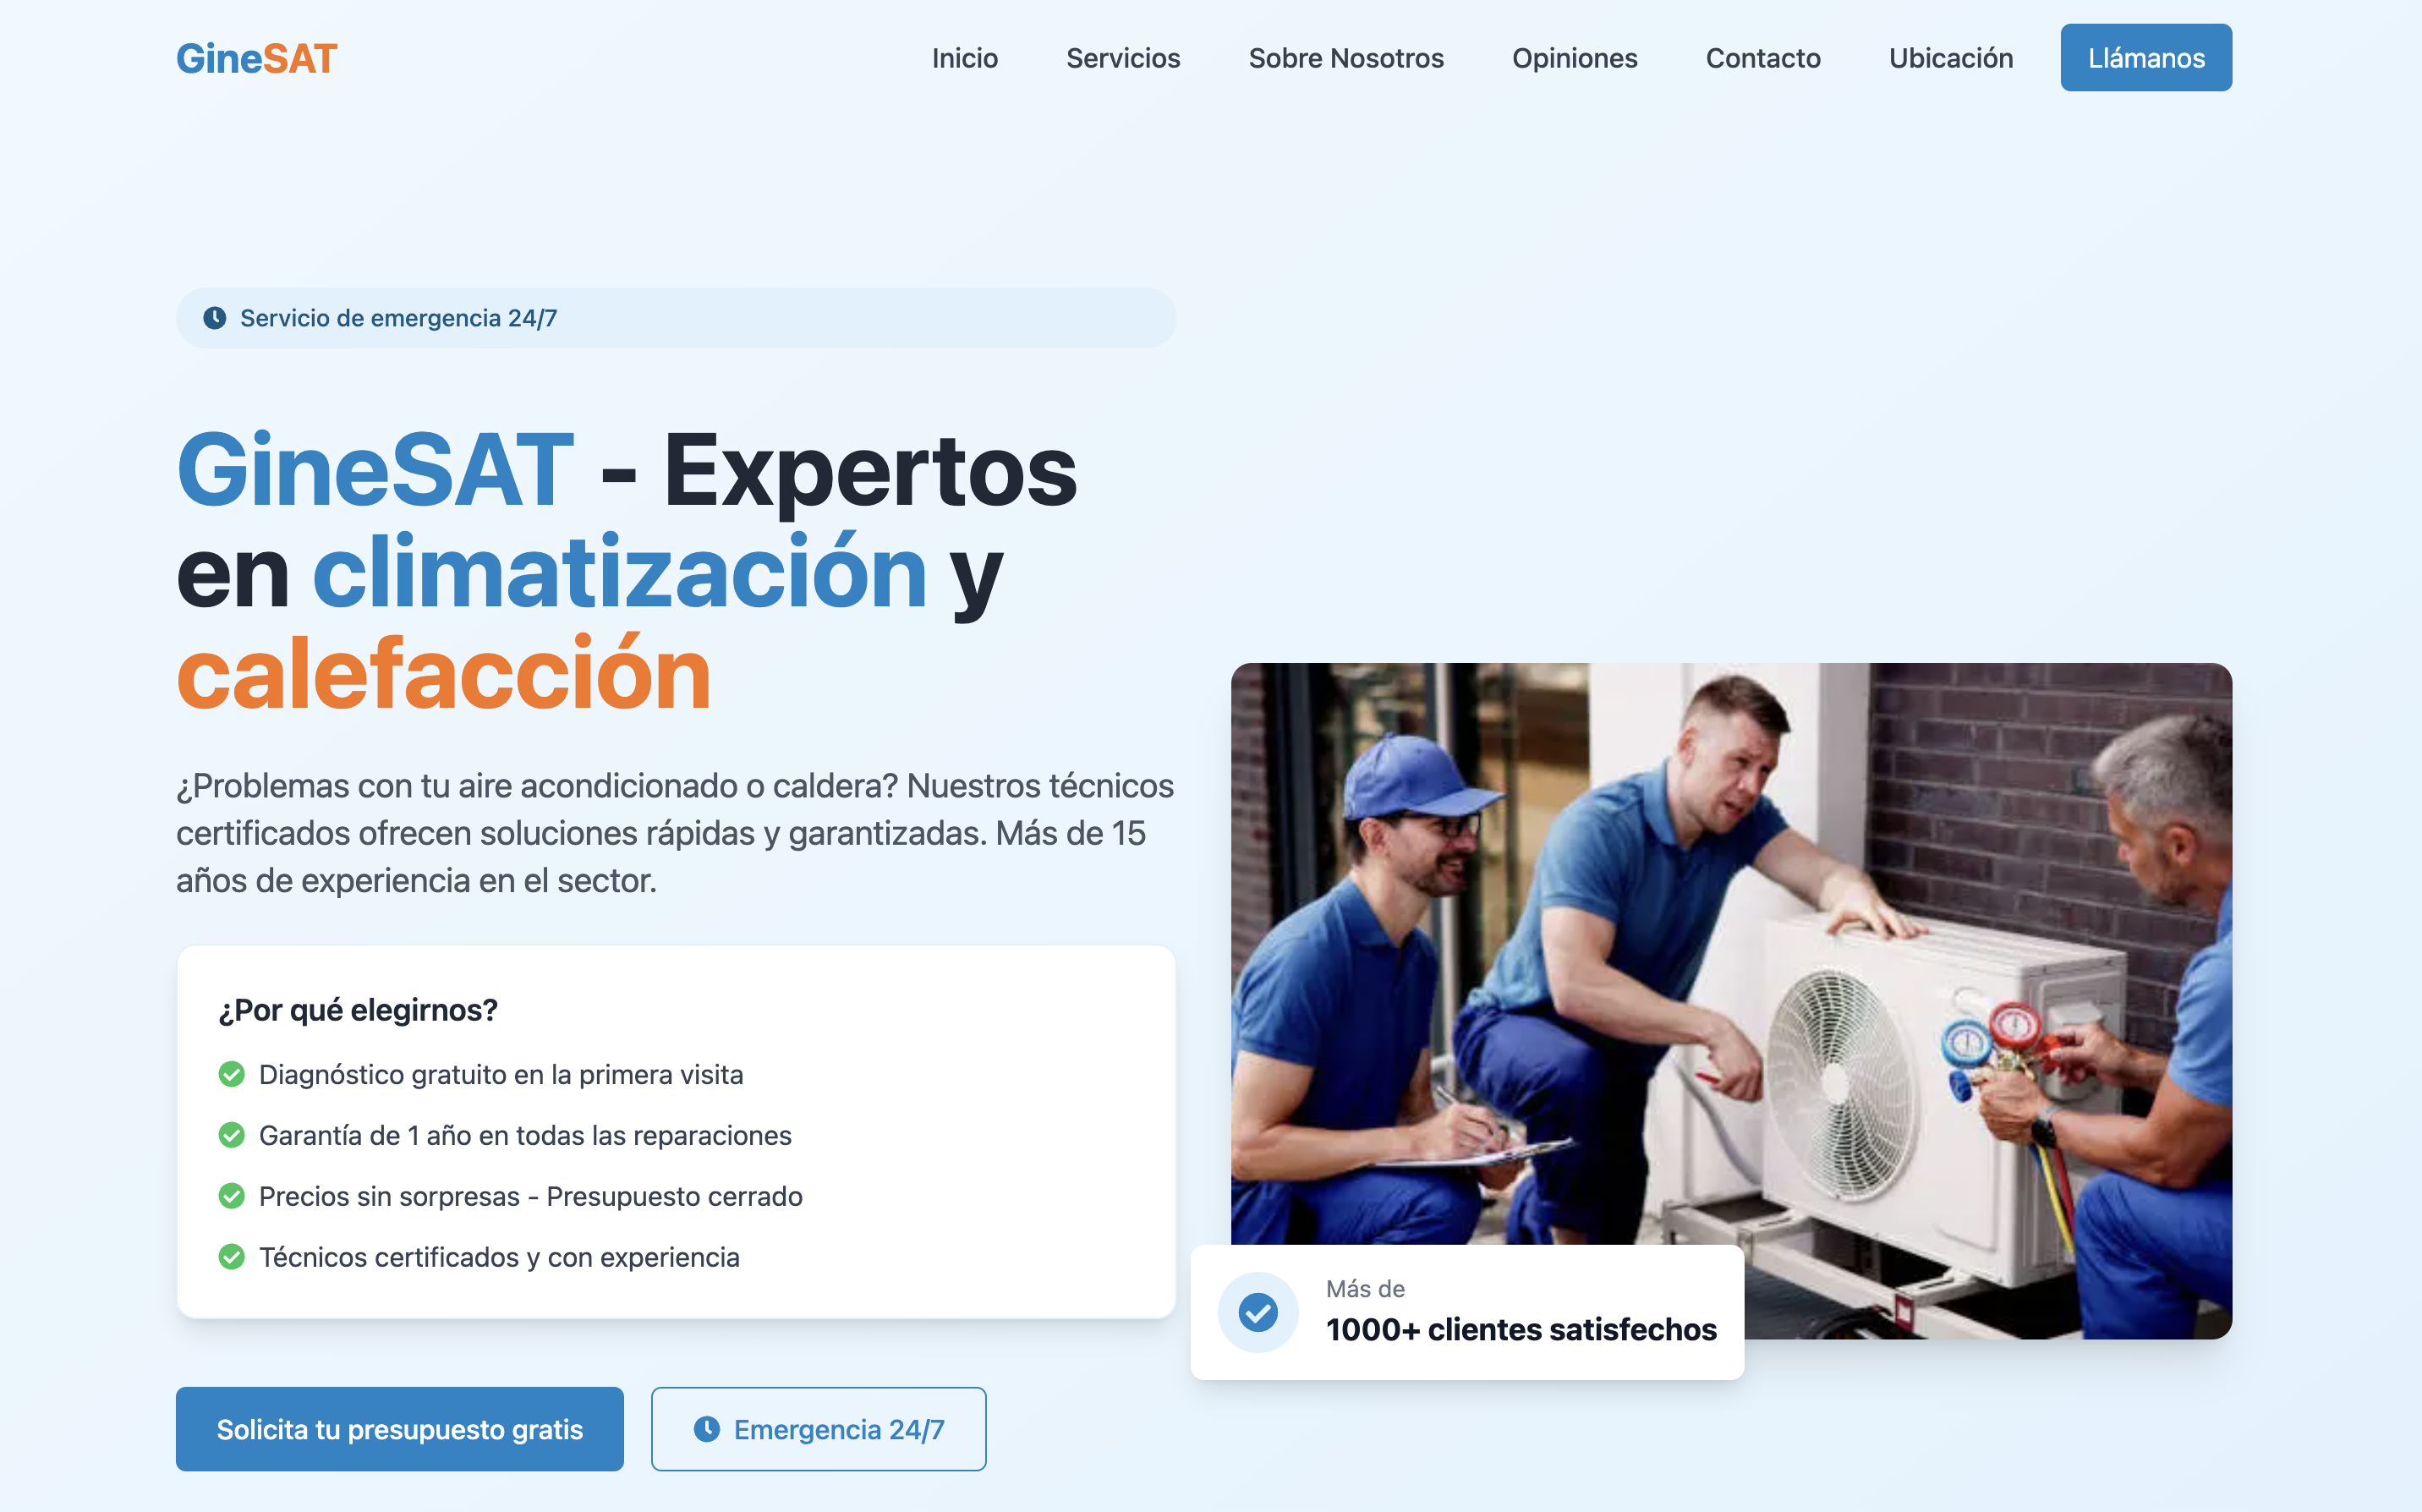 GineSAT
Inicio
Servicios
Sobre Nosotros
Opiniones
Contacto
Ubicación
Llámanos
Servicio de emergencia 24/7
GineSAT - Expertos
en climatización y
calefacción
¿Problemas con tu aire acondicionado o caldera? Nuestros técnicos
certificados ofrecen soluciones rápidas y garantizadas. Más de 15
años de experiencia en el sector.
¿Por qué elegirnos?
Diagnóstico gratuito en la primera visita
Garantía de 1 año en todas las reparaciones
Precios sin sorpresas - Presupuesto cerrado
Técnicos certificados y con experiencia
Más de
1000+ clientes satisfechos
Solicita tu presupuesto gratis
Emergencia 24/7